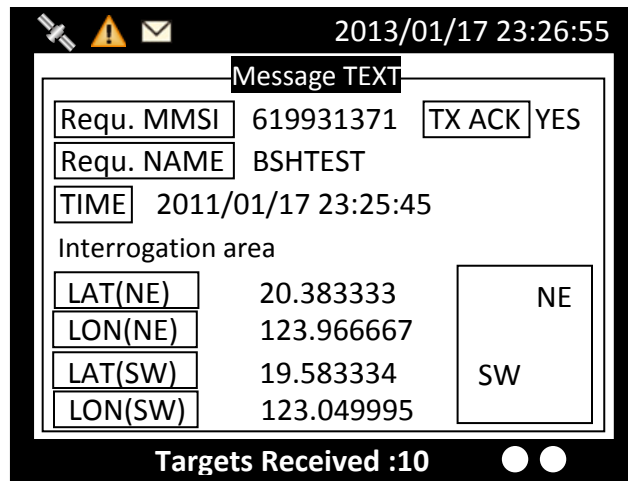 2013/01/17 23:26:55
Message TEXT
Requ. MMSI 619931371 TX ACK YES
Requ. NAME BSHTEST
TIME 2011/01/17 23:25:45
Interrogation area
LAT(NE) 20.383333 NE
LON(NE) 123.966667
LAT(SW) 19.583334 SW
LON(SW) 123.049995
Targets Received :10